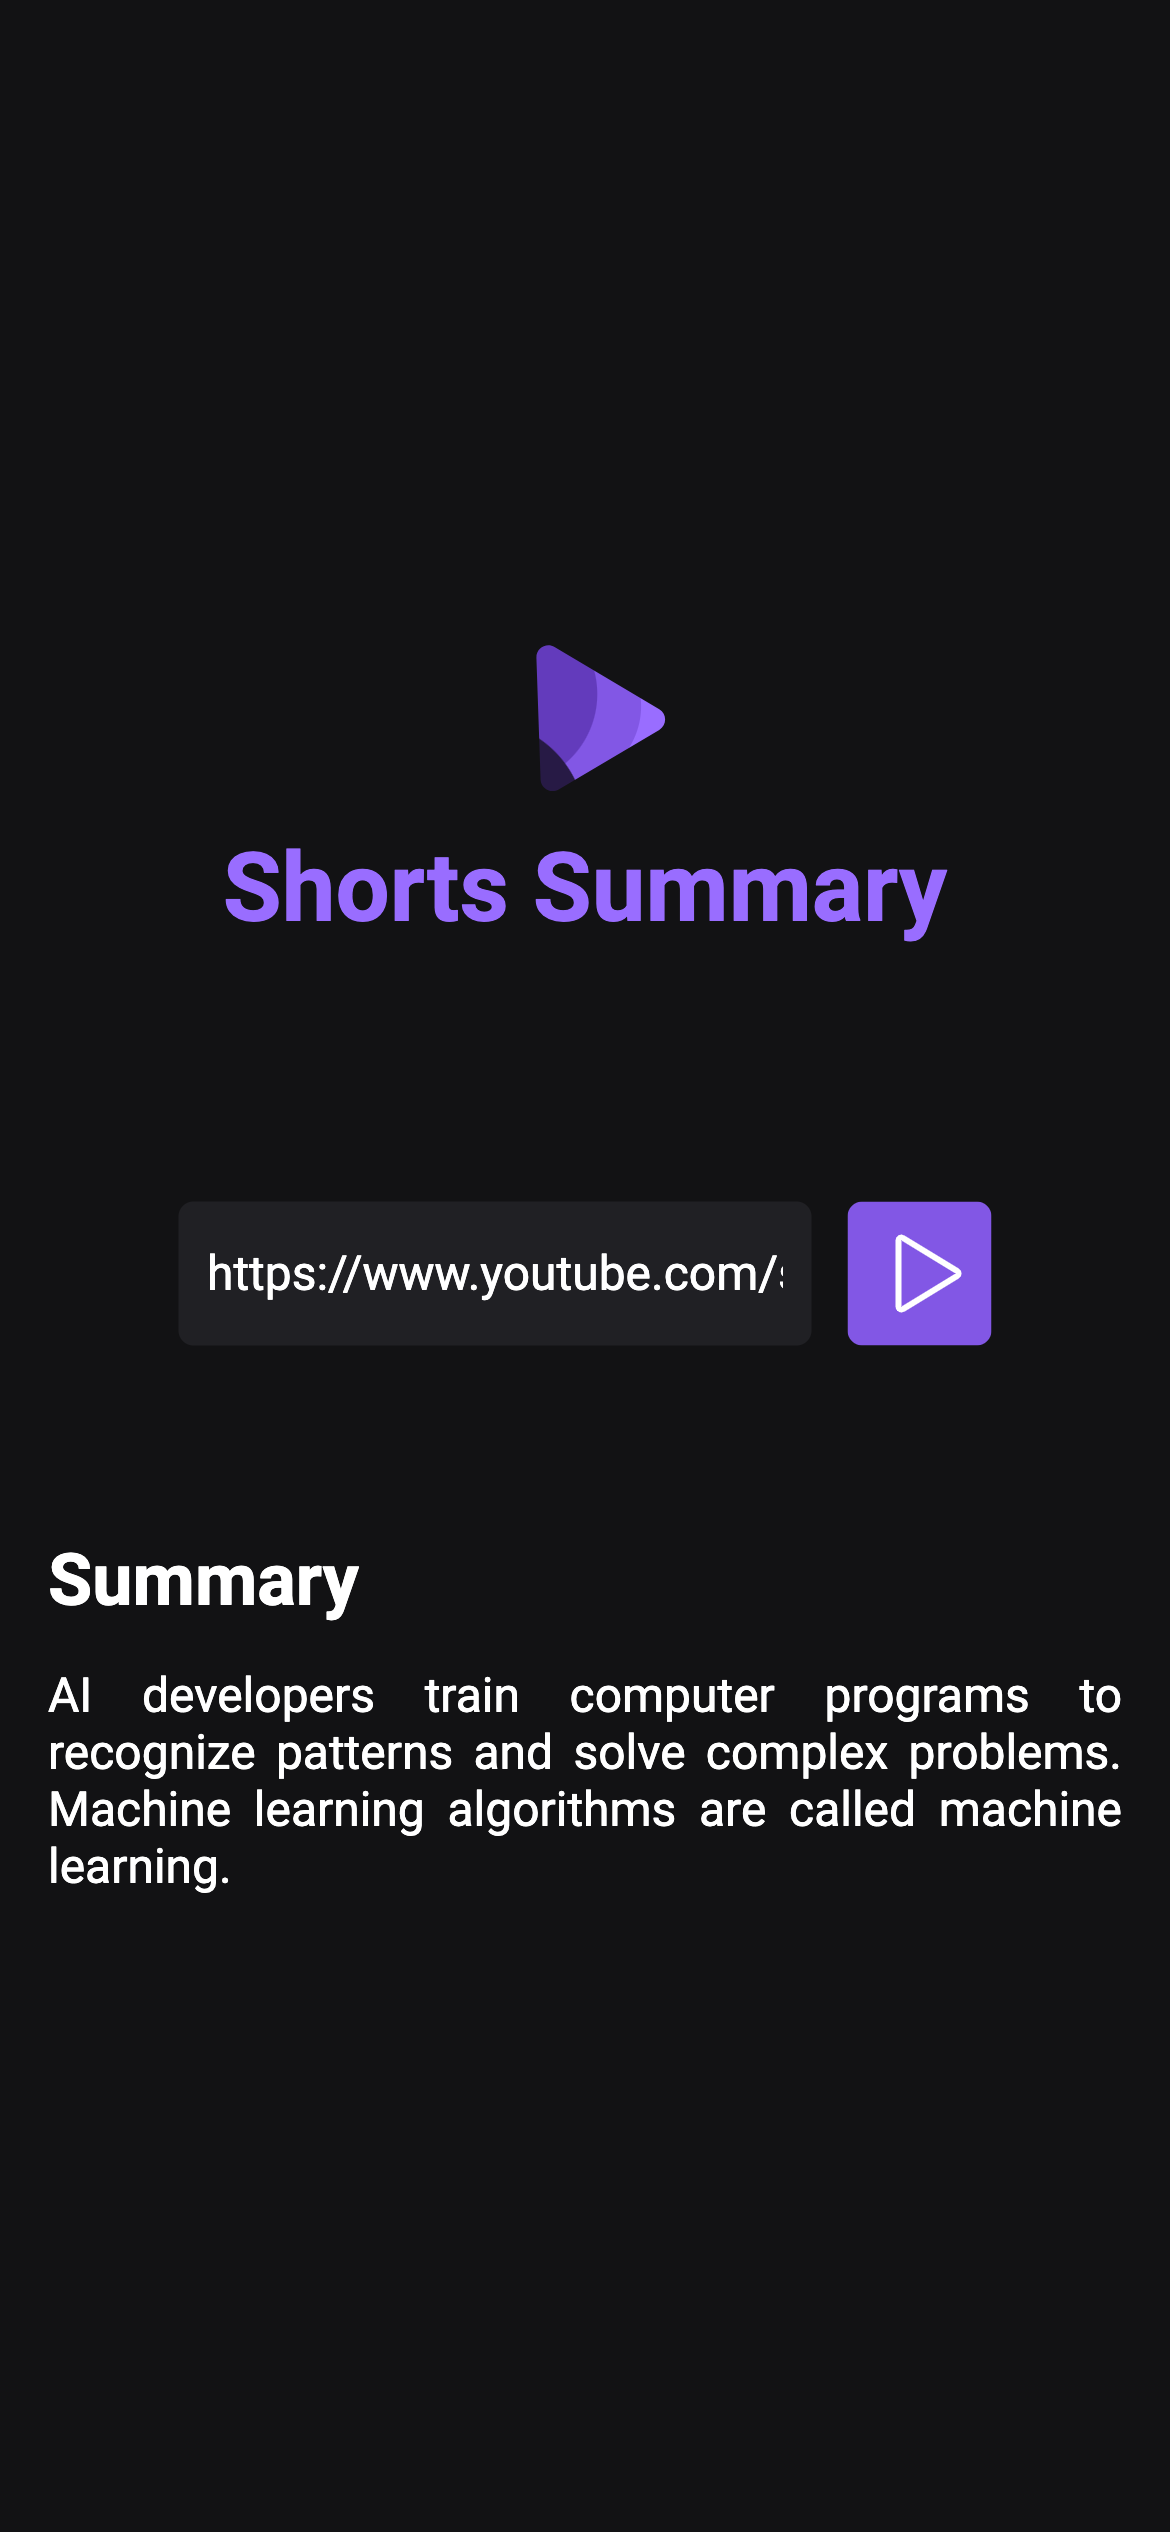 Shorts Summary
https://www.youtube.com/s
Summary
AI developers train computer programs to
recognize patterns and solve complex problems.
Machine learning algorithms are called machine
learning.